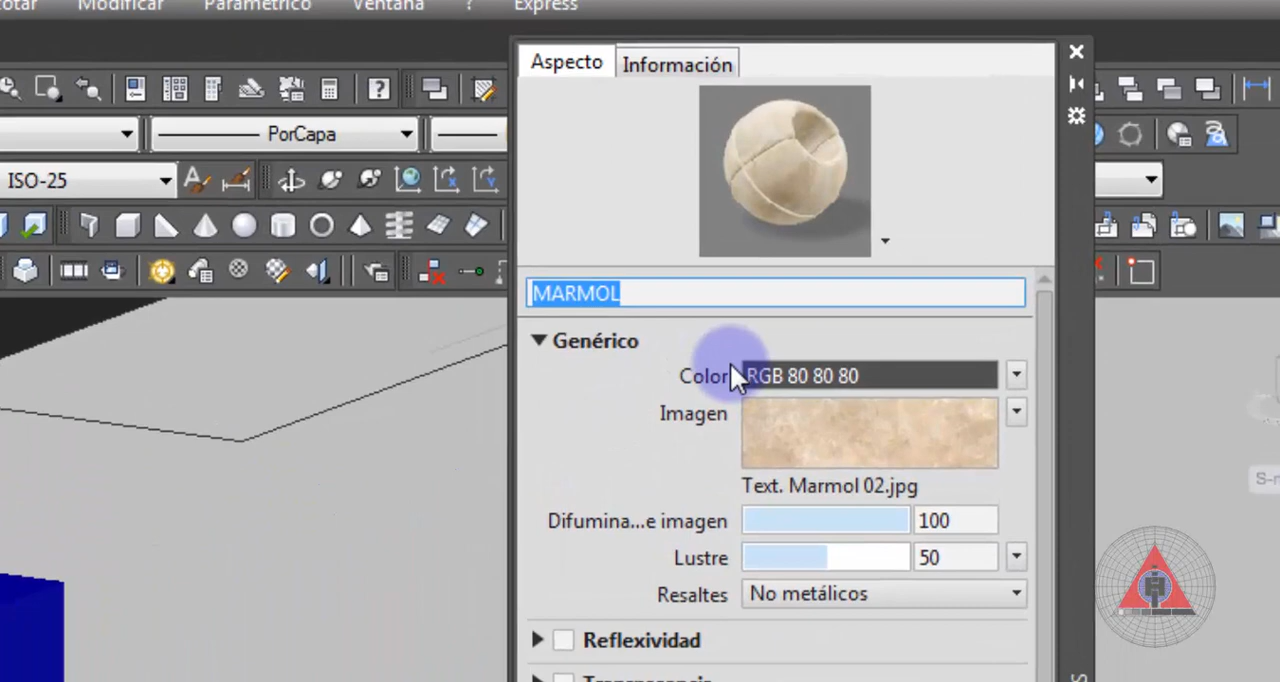 Modificar
Paramétrico
Ventana
?
Express
Aspecto
Información
PorCapa
ISO-25
MARMOL
Genérico
Color RGB 80 80 80
Imagen
Text. Marmol 02.jpg
Difumina...e imagen 100
Lustre 50
Resaltes No metálicos
Reflexividad